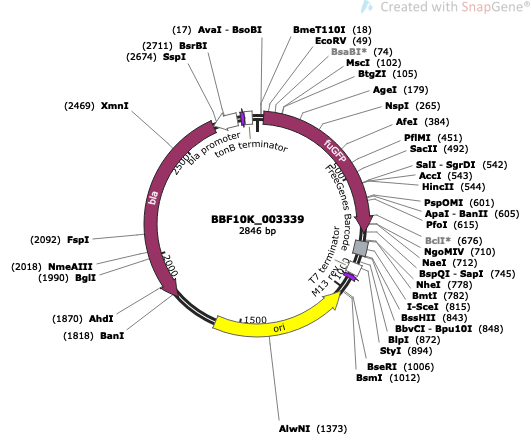 Created with SnapGene®
(17) AvaI - BsoBI
BmeT110I (18)
EcoRV (49)
BsaBI* (74)
MscI (102)
BtgZI (105)
AgeI (179)
NspI (265)
AfeI (384)
PflMI (451)
SacII (492)
SalI - SgrDI (542)
AccI (543)
HincII (544)
PspOMI (601)
ApaI - BanII (605)
PfoI (615)
BclI* (676)
NgoMIV (710)
NaeI (712)
BspQI - SapI (745)
NheI (778)
BmtI (782)
I-SceI (815)
BssHII (843)
BbvCI - Bpu10I (848)
BlpI (872)
StyI (894)
BseRI (1006)
BsmI (1012)
AlwNI (1373)
(1818) BanI
(1870) AhdI
(1990) BglI
(2018) NmeAIII
(2092) FspI
(2469) XmnI
(2674) SspI
(2711) BsrBI
bla promoter
tonB terminator
fuGFP
FreeGenes Barcode
T7 terminator
M13 rev
ori
bla
500
1500
2000
2500
BBF10K_003339
2846 bp